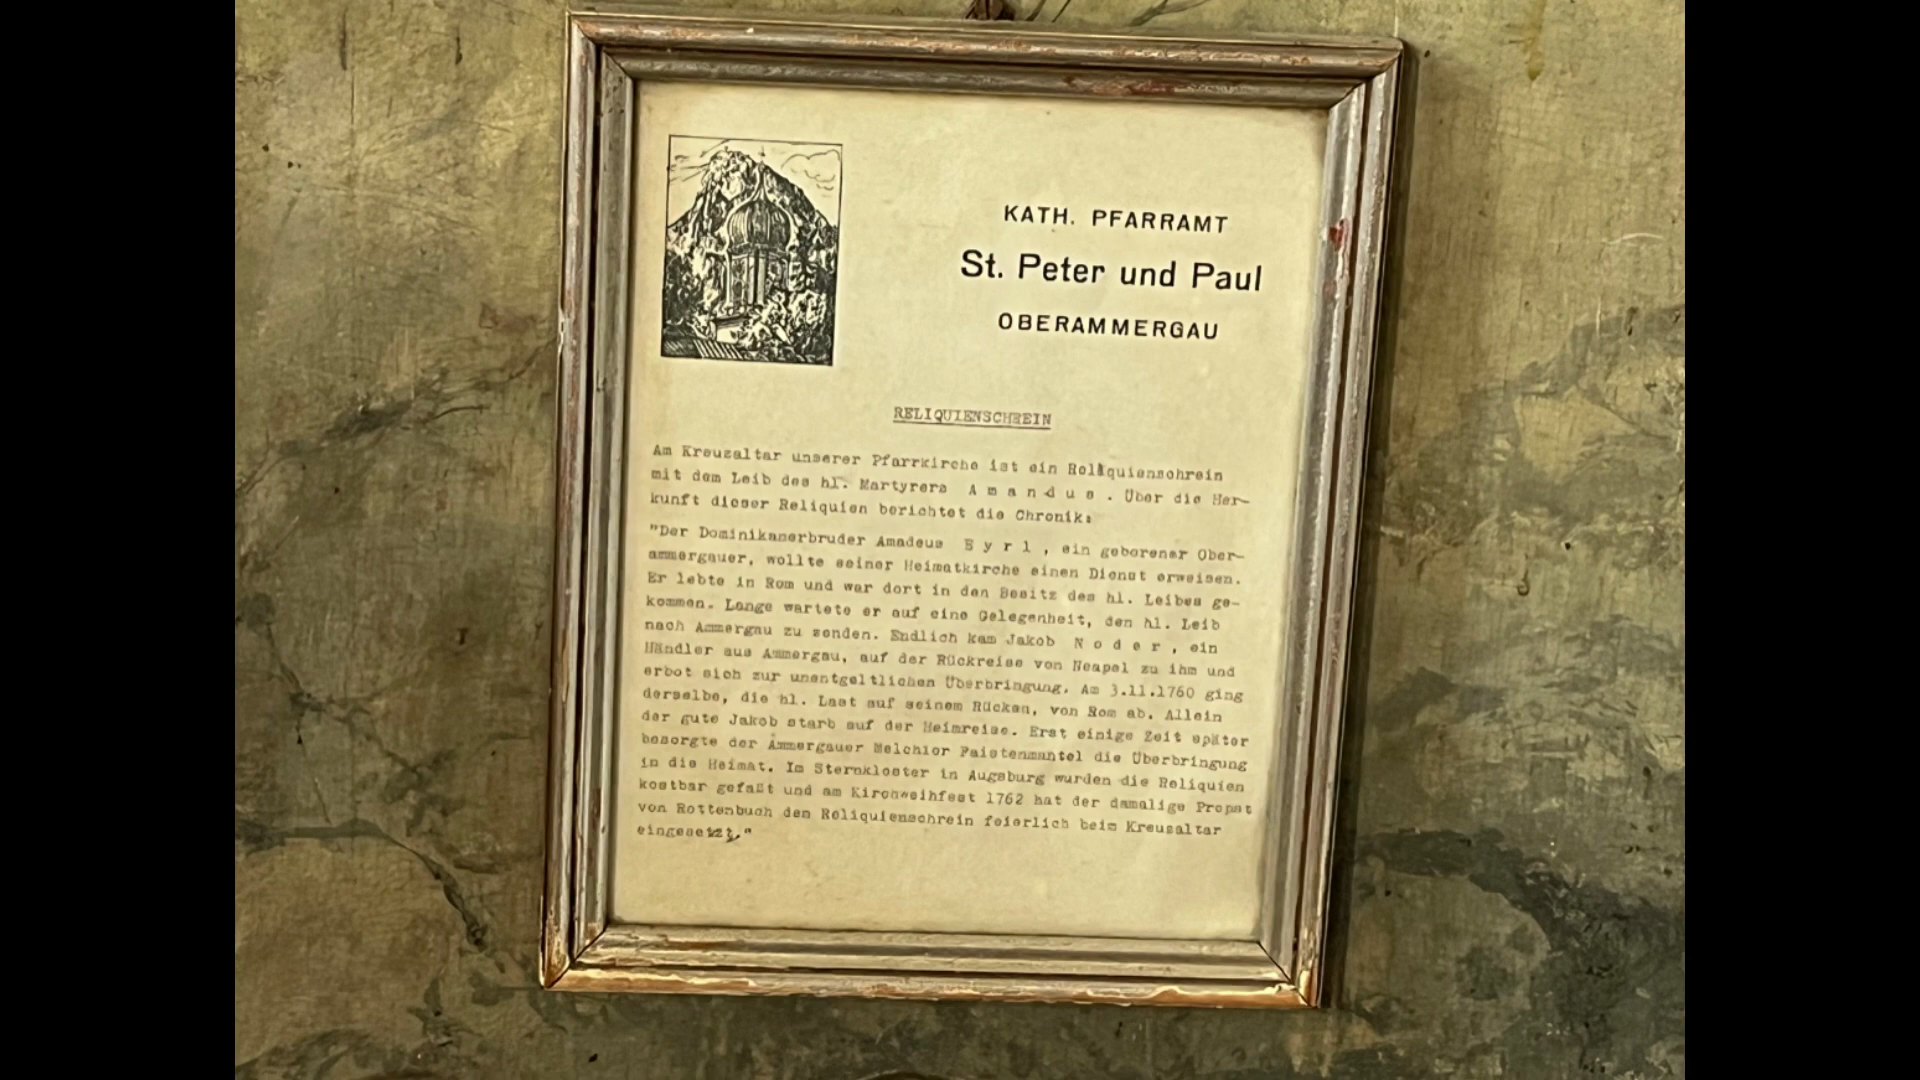 KATH. PFARRAMT
St. Peter und Paul
OBERAMMERGAU
RELIQUIENSCHREIN
Am Kreuzaltar unserer Pfarrkirche ist ein Reliquienschrein
mit dem Leib des hl. Martyrers A m a n d u s . Über die Her-
kunft dieser Reliquien berichtet die Chronik:
"Der Dominikanerbruder Amadeus E y r l , ein geborener Ober-
ammergauer, wollte seiner Heimatkirche einen Dienst erweisen.
Er lebte in Rom und war dort in den Besitz des hl. Leibes ge-
kommen. Lange wartete er auf eine Gelegenheit, den hl. Leib
nach Ammergau zu senden. Endlich kam Jakob N o d e r , ein
Händler aus Ammergau, auf der Rückreise von Neapel zu ihm und
erbot sich zur unentgeltlichen Überbringung. Am 3.11.1760 ging
derselbe, die hl. Last auf seinem Rücken, von Rom ab. Allein
der gute Jakob starb auf der Heimreise. Erst einige Zeit später
besorgte der Ammergauer Melchior Faistenmantel die Überbringung
in die Heimat. Im Sternkloster in Augsburg wurden die Reliquien
kostbar gefaßt und am Kirchweihfest 1762 hat der damalige Propst
von Rottenbuch den Reliquienschrein feierlich beim Kreuzaltar
eingesetzt."